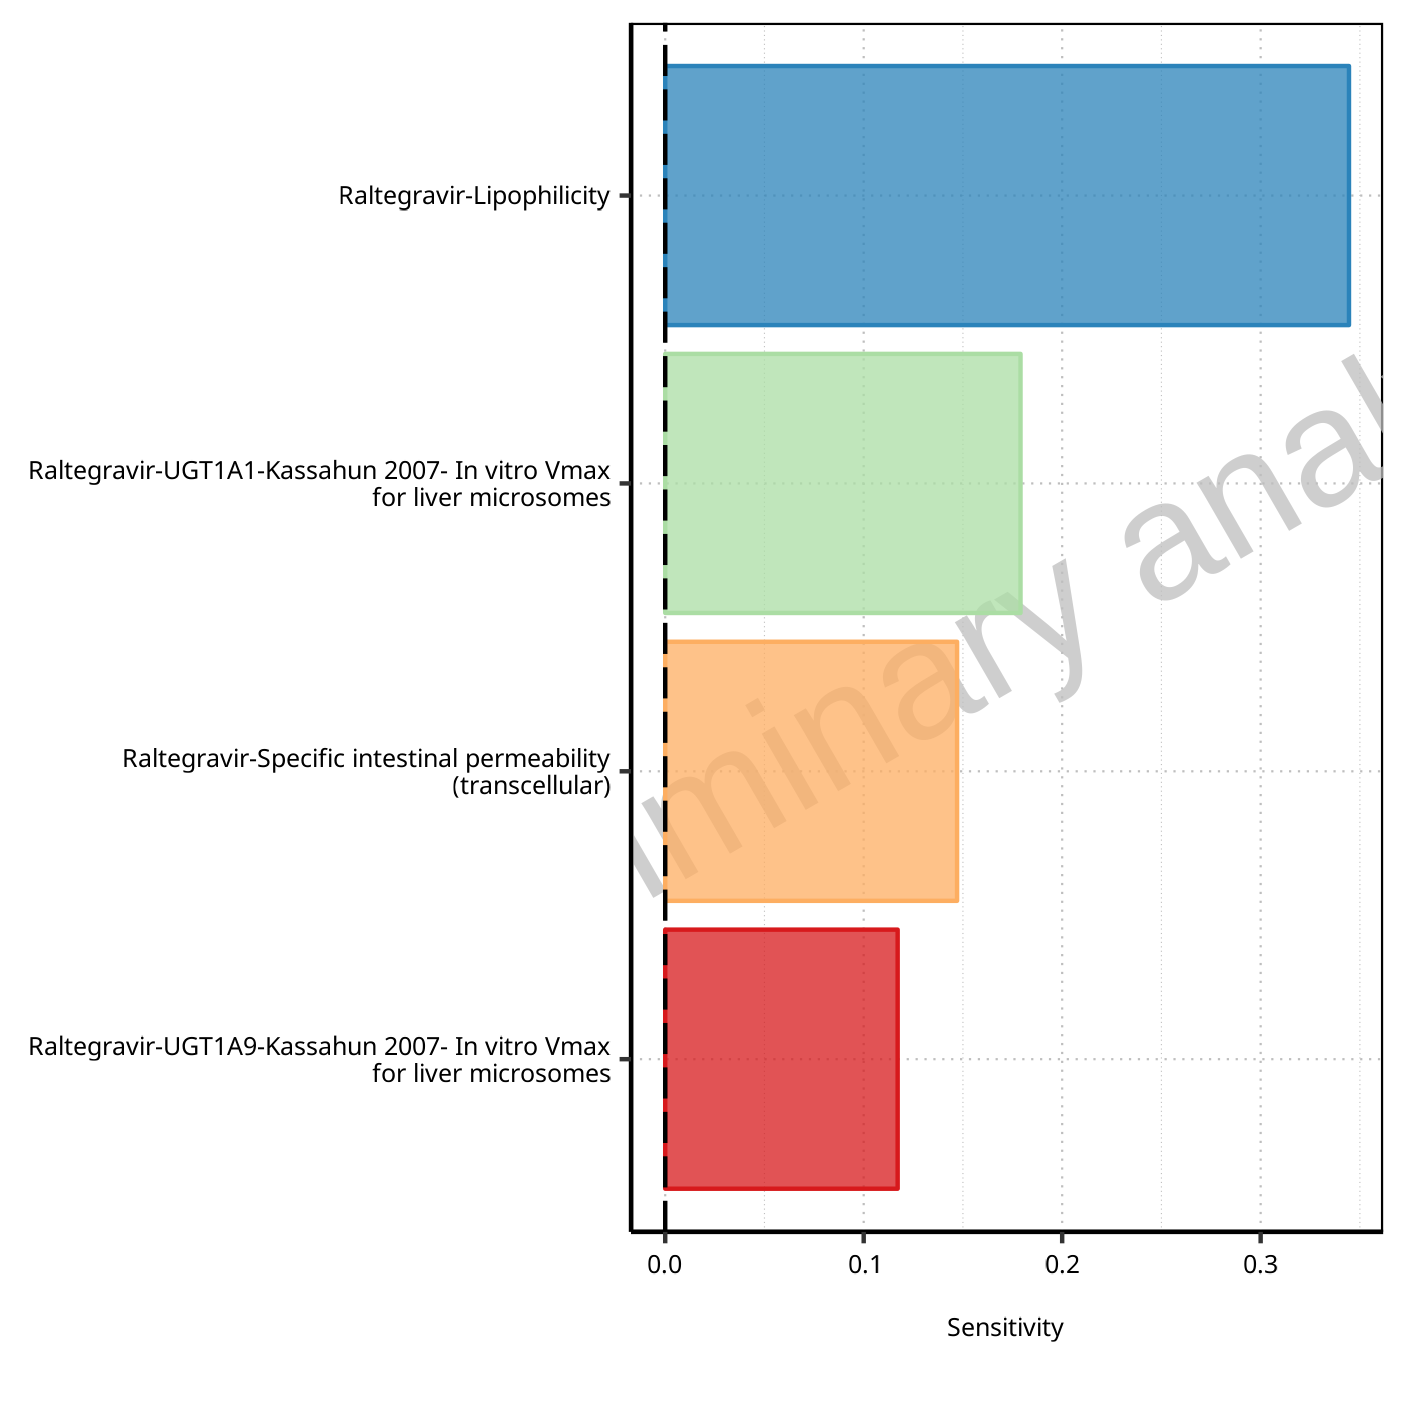 Raltegravir-Lipophilicity
Raltegravir-UGT1A1-Kassahun 2007- In vitro Vmax
for liver microsomes
Raltegravir-Specific intestinal permeability
(transcellular)
Raltegravir-UGT1A9-Kassahun 2007- In vitro Vmax
for liver microsomes
minary anal
0.0 0.1 0.2 0.3
Sensitivity